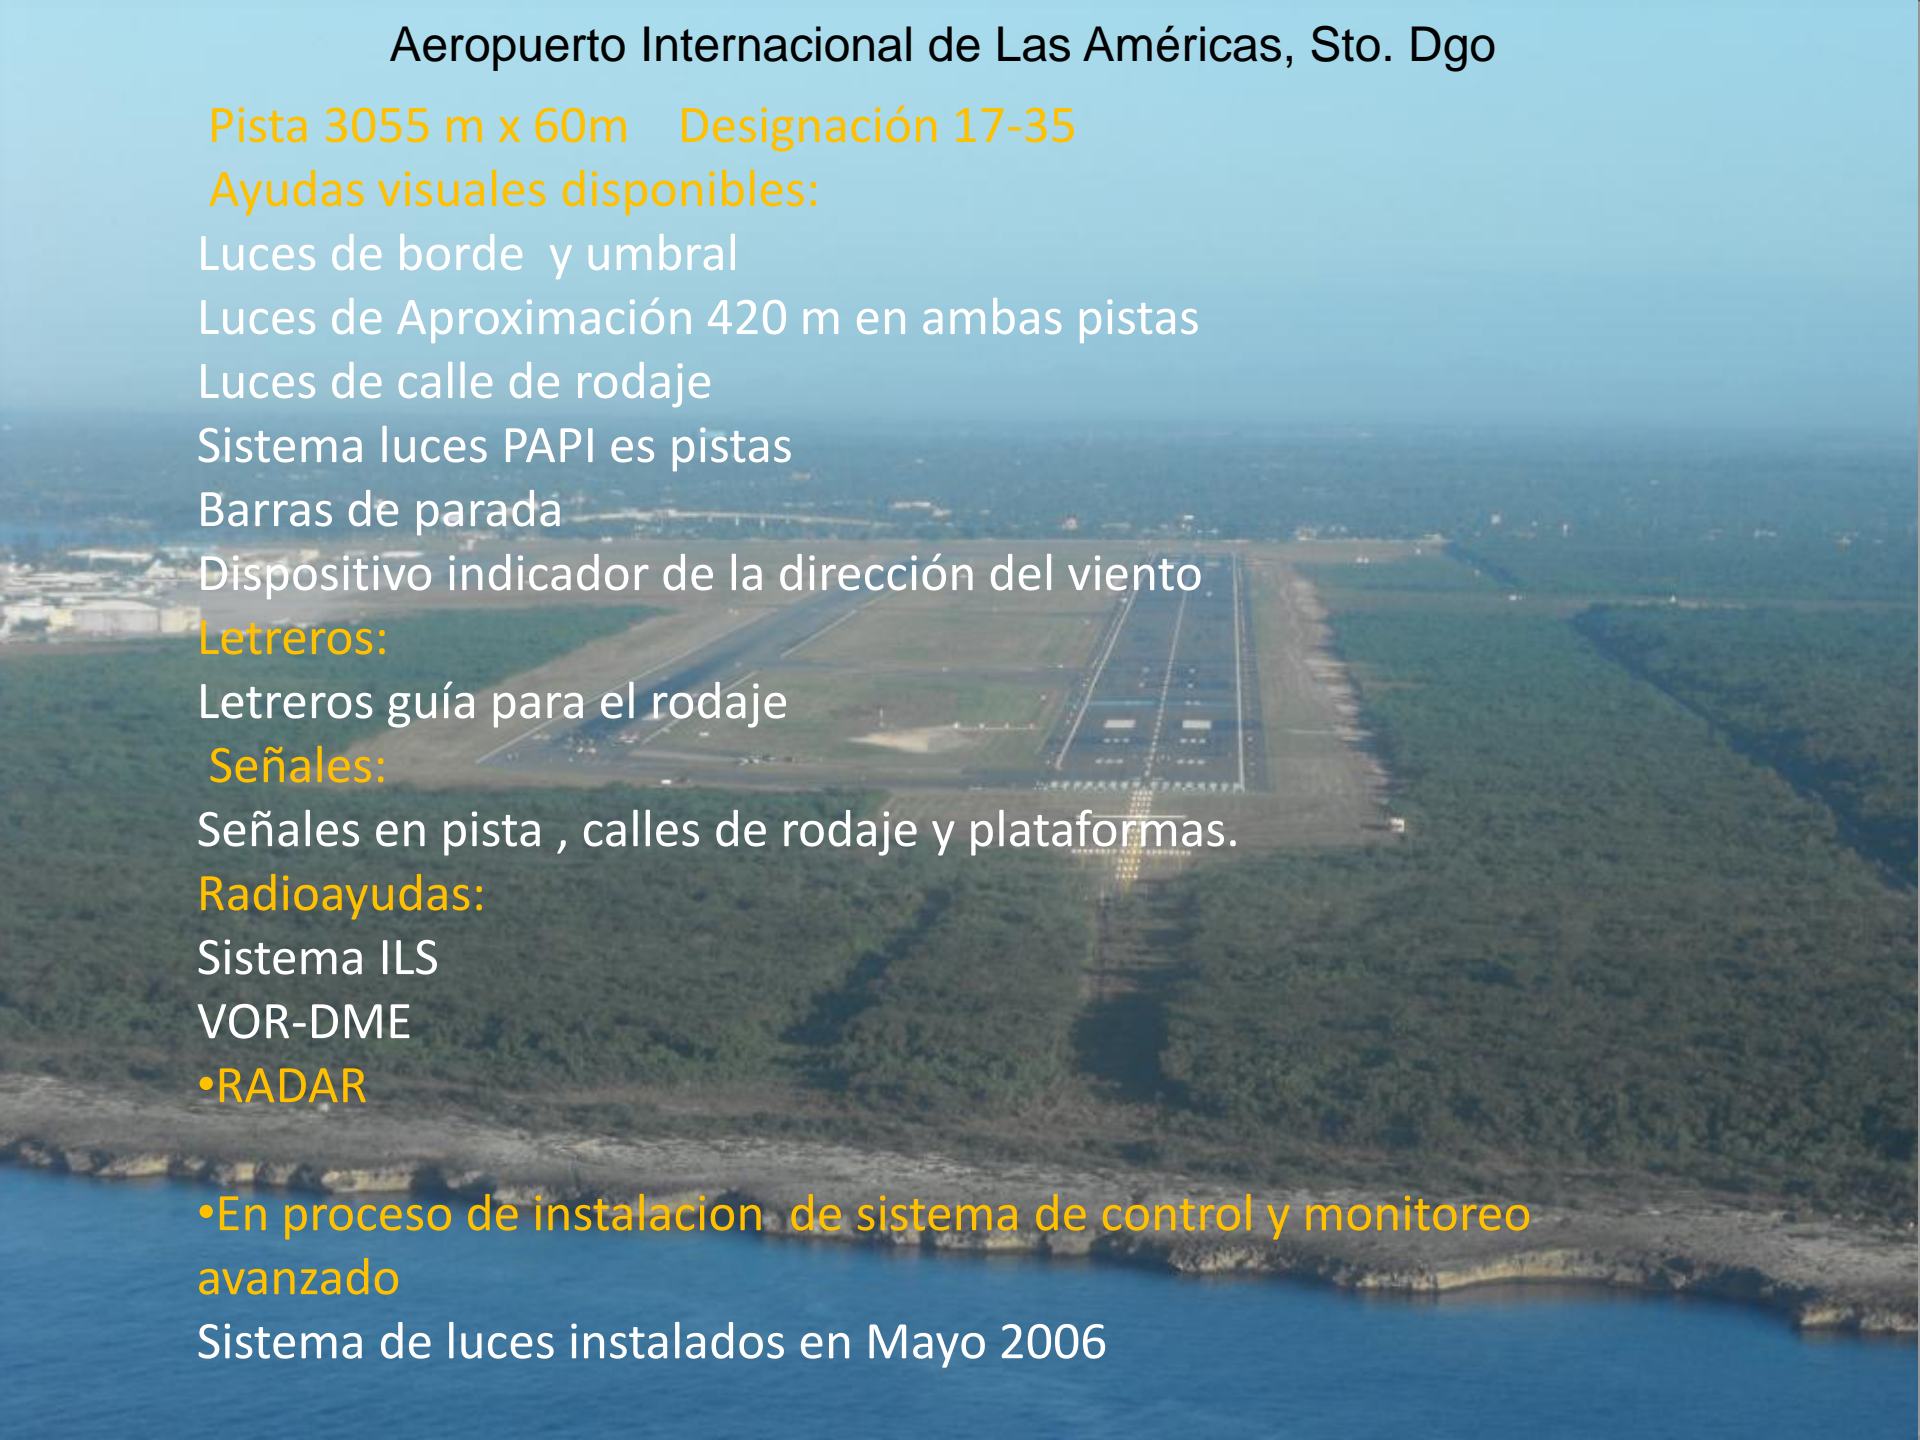 Aeropuerto Internacional de Las Américas, Sto. Dgo
Pista 3055 m x 60m    Designación 17-35
Ayudas visuales disponibles:
Luces de borde  y umbral
Luces de Aproximación 420 m en ambas pistas
Luces de calle de rodaje
Sistema luces PAPI es pistas
Barras de parada
Dispositivo indicador de la dirección del viento
Letreros:
Letreros guía para el rodaje
Señales:
Señales en pista , calles de rodaje y plataformas.
Radioayudas:
Sistema ILS
VOR-DME
•RADAR
•En proceso de instalacion  de sistema de control y monitoreo
avanzado
Sistema de luces instalados en Mayo 2006